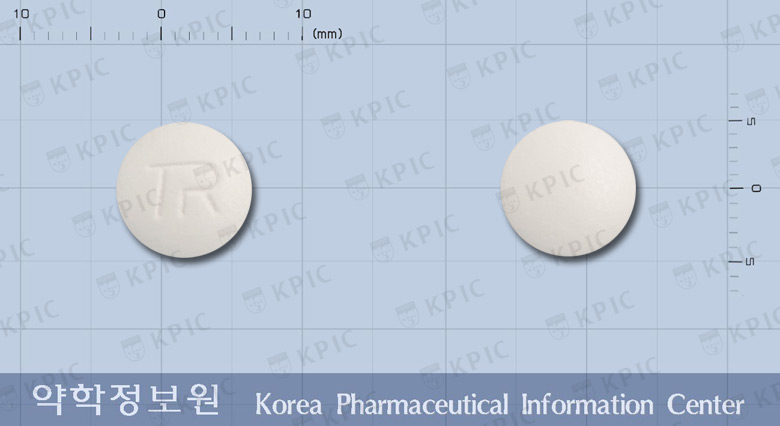 10 0 10
(mm)
TR
5
0
5
KPIC
약학정보원 Korea Pharmaceutical Information Center